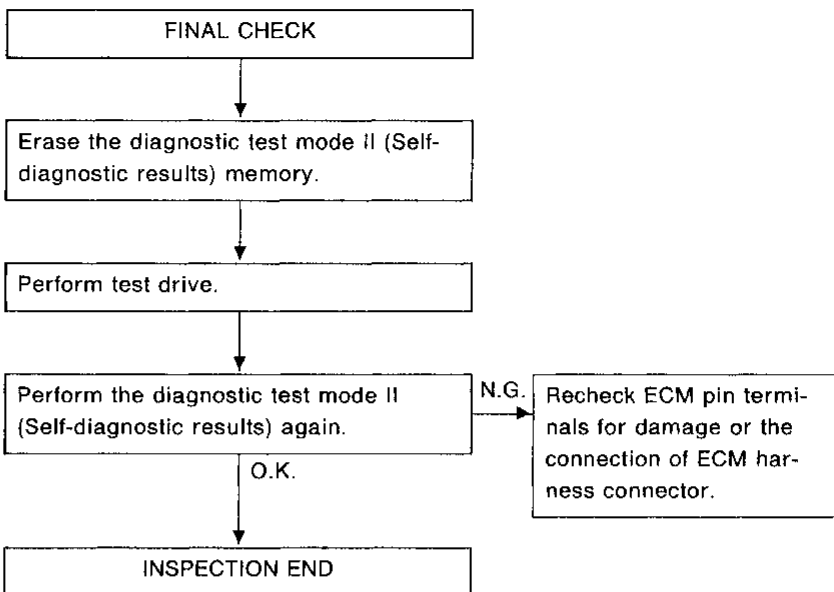 FINAL CHECK
Erase the diagnostic test mode II (Self-
diagnostic results) memory.
Perform test drive.
Perform the diagnostic test mode II
(Self-diagnostic results) again.
N.G.
Recheck ECM pin termi-
nals for damage or the
connection of ECM har-
ness connector.
O.K.
INSPECTION END